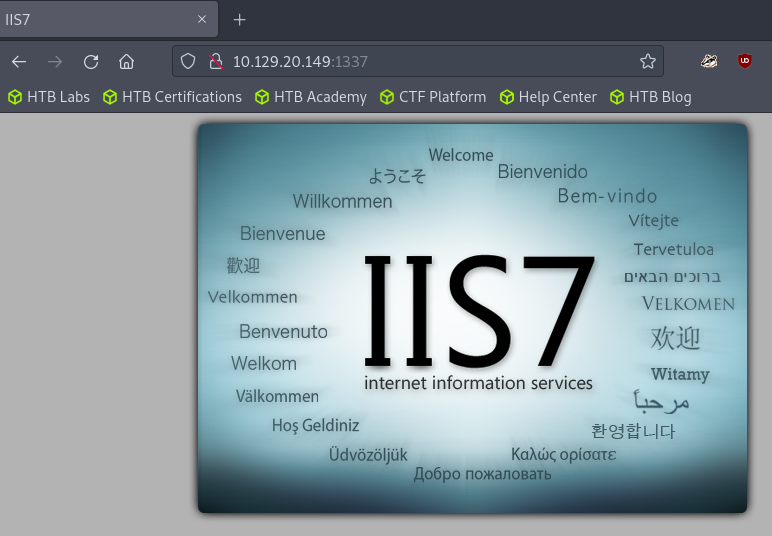 IIS7
10.129.20.149:1337
HTB Labs HTB Certifications HTB Academy CTF Platform Help Center HTB Blog
Welcome
ようこそ
Bienvenido
Willkommen
Bem-vindo
Vítejte
Bienvenue
Tervetuloa
歡迎
ברוכים הבאים
Velkommen
VELKOMEN
IIS7
internet information services
Benvenuto
欢迎
Welkom
Witamy
Välkommen
مرحباً
Hoş Geldiniz
환영합니다
Üdvözöljük
Καλώς ορίσατε
Добро пожаловать
UD